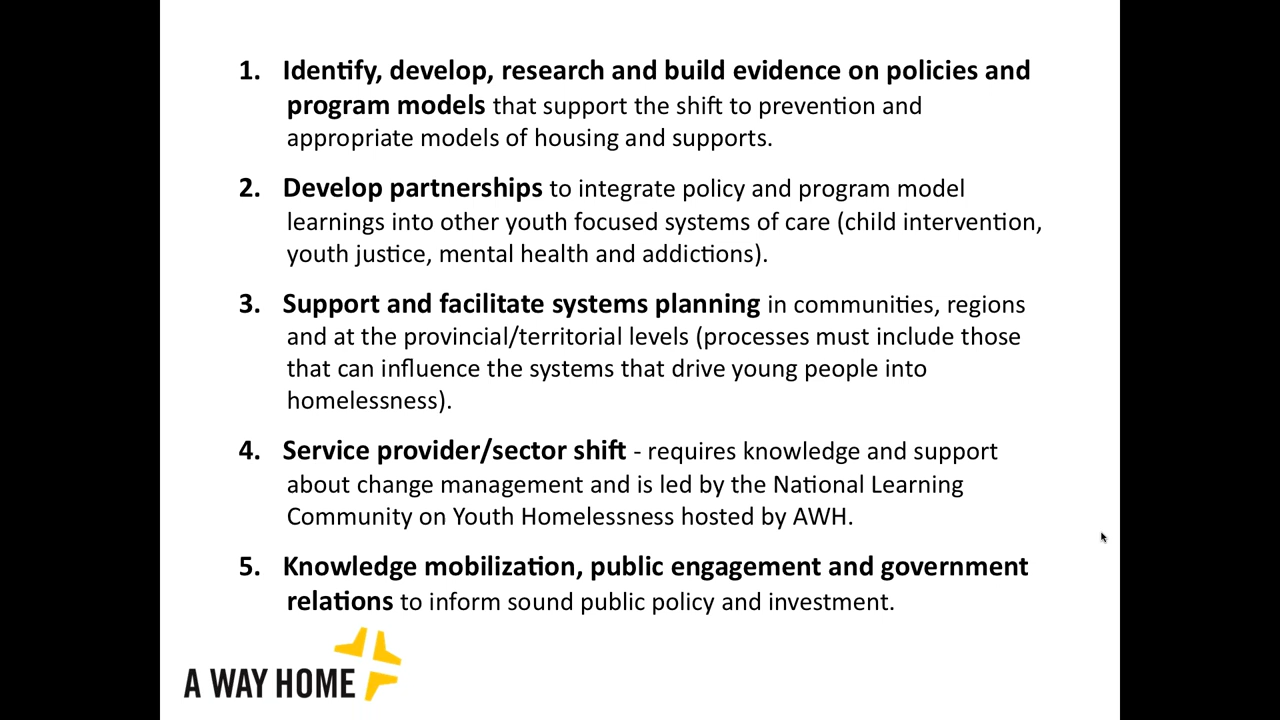 1. Identify, develop, research and build evidence on policies and
program models that support the shift to prevention and
appropriate models of housing and supports.
2. Develop partnerships to integrate policy and program model
learnings into other youth focused systems of care (child intervention,
youth justice, mental health and addictions).
3. Support and facilitate systems planning in communities, regions
and at the provincial/territorial levels (processes must include those
that can influence the systems that drive young people into
homelessness).
4. Service provider/sector shift - requires knowledge and support
about change management and is led by the National Learning
Community on Youth Homelessness hosted by AWH.
5. Knowledge mobilization, public engagement and government
relations to inform sound public policy and investment.
A WAY HOME